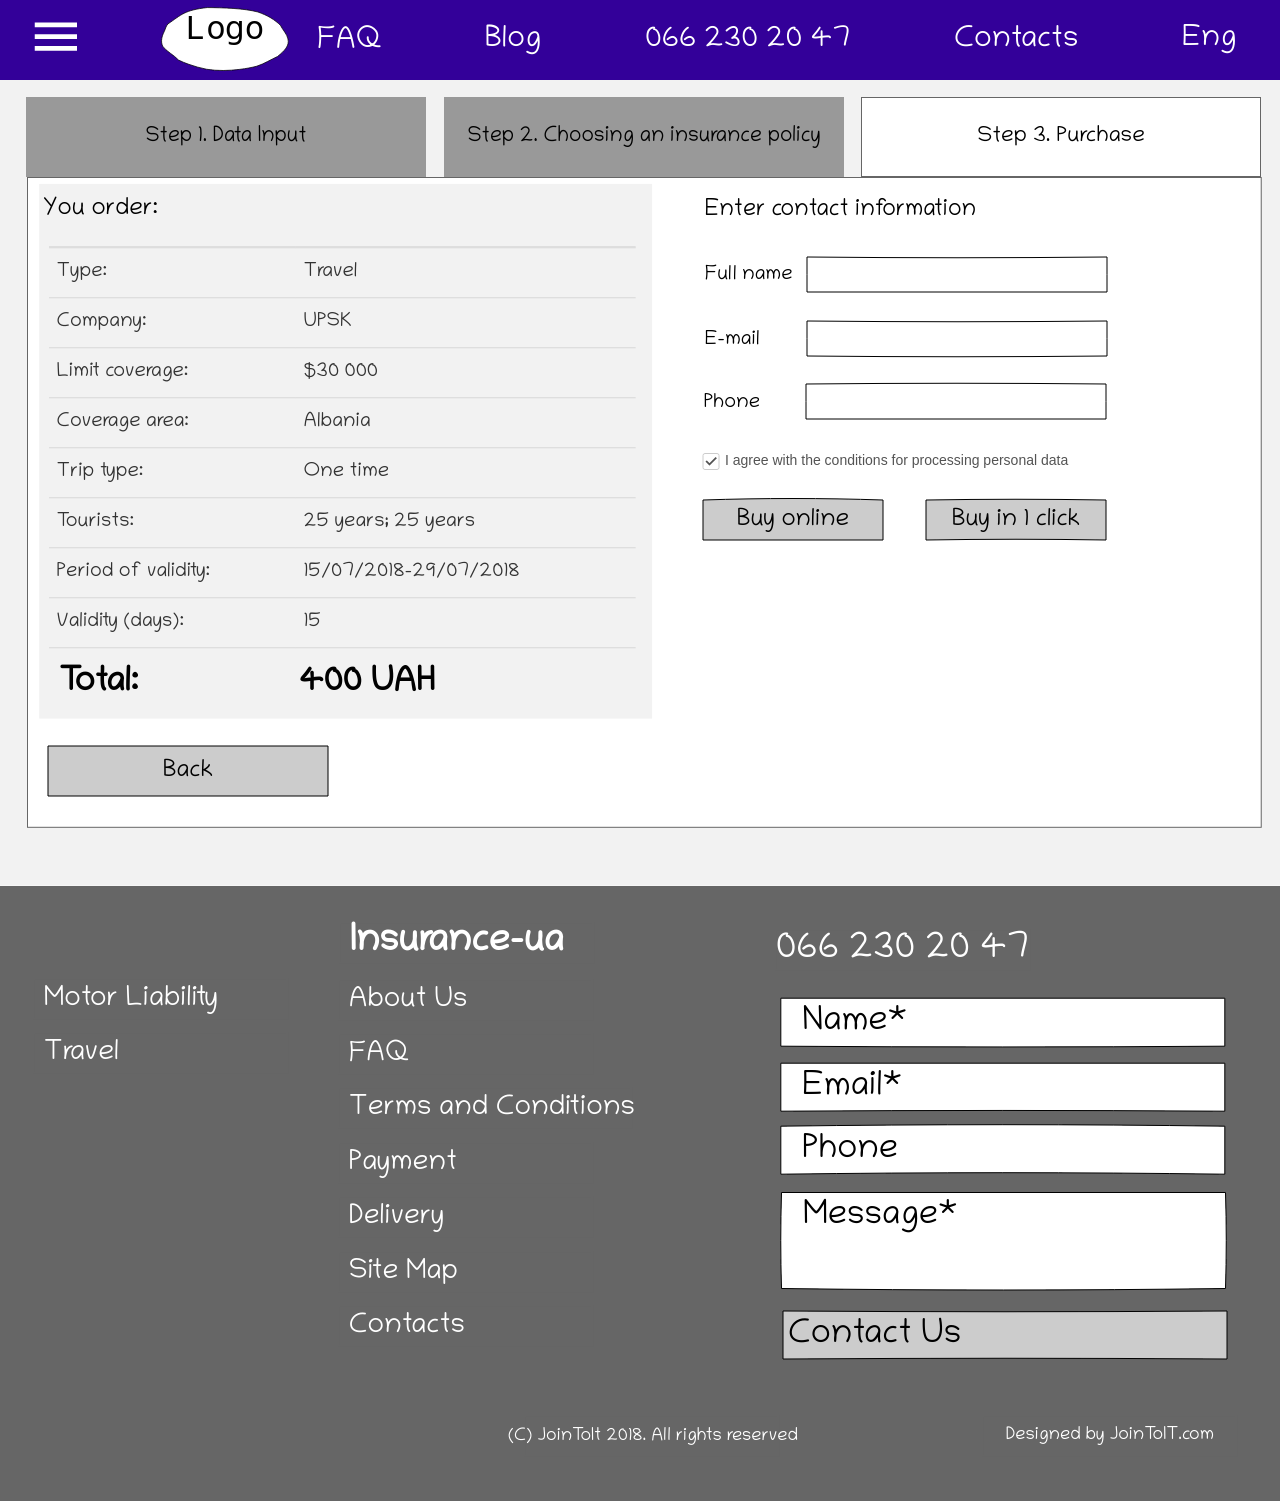 Logo
FAQ
Blog
066 230 20 47
Contacts
Eng
Step 1. Data Input
Step 2. Choosing an insurance policy
Step 3. Purchase
You order:
Type: Travel
Company: UPSK
Limit coverage: $30 000
Coverage area: Albania
Trip type: One time
Tourists: 25 years; 25 years
Period of validity: 15/07/2018-29/07/2018
Validity (days): 15
Total: 400 UAH
Back
Enter contact information
Full name
E-mail
Phone
I agree with the conditions for processing personal data
Buy online
Buy in 1 click
Motor Liability
Travel
Insurance-ua
About Us
FAQ
Terms and Conditions
Payment
Delivery
Site Map
Contacts
066 230 20 47
Name*
Email*
Phone
Message*
Contact Us
(C) JoinToIt 2018. All rights reserved
Designed by JoinToIT.com